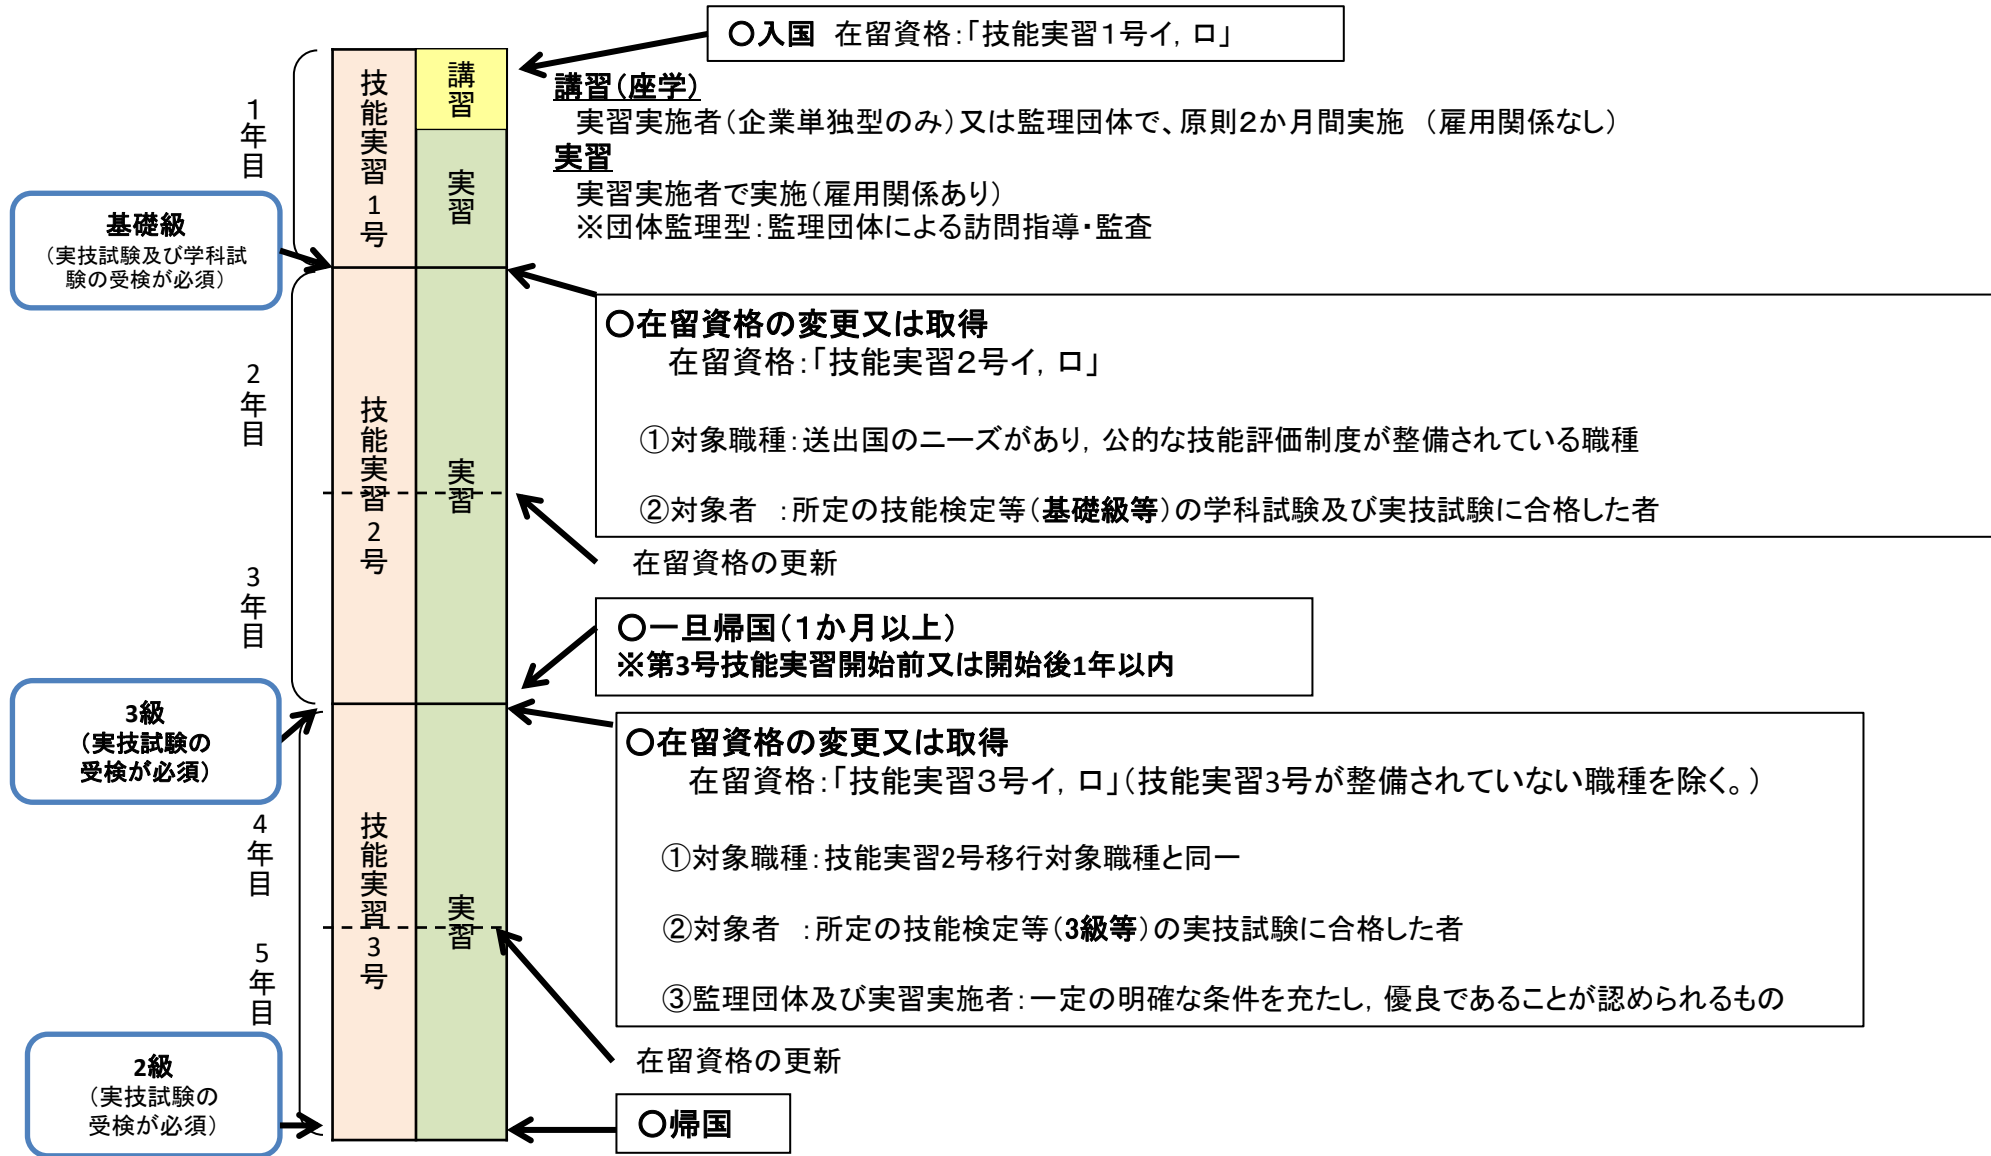 〇入国 在留資格：「技能実習１号イ，ロ」
講習（座学）
実習実施者（企業単独型のみ）又は監理団体で、原則２か月間実施 （雇用関係なし）
実習
実習実施者で実施（雇用関係あり）
※団体監理型：監理団体による訪問指導・監査
1年目
技能実習1号
講習
実習
基礎級
（実技試験及び学科試
験の受検が必須）
〇在留資格の変更又は取得
在留資格：「技能実習２号イ，ロ」
①対象職種：送出国のニーズがあり，公的な技能評価制度が整備されている職種
②対象者 ：所定の技能検定等（基礎級等）の学科試験及び実技試験に合格した者
2年目
技能実習2号
実習
在留資格の更新
3年目
〇一旦帰国（１か月以上）
※第3号技能実習開始前又は開始後1年以内
3級
（実技試験の
受検が必須）
〇在留資格の変更又は取得
在留資格：「技能実習３号イ，ロ」（技能実習3号が整備されていない職種を除く。）
①対象職種：技能実習2号移行対象職種と同一
②対象者 ：所定の技能検定等（3級等）の実技試験に合格した者
③監理団体及び実習実施者：一定の明確な条件を充たし，優良であることが認められるもの
4年目
技能実習3号
実習
5年目
在留資格の更新
2級
（実技試験の
受検が必須）
〇帰国